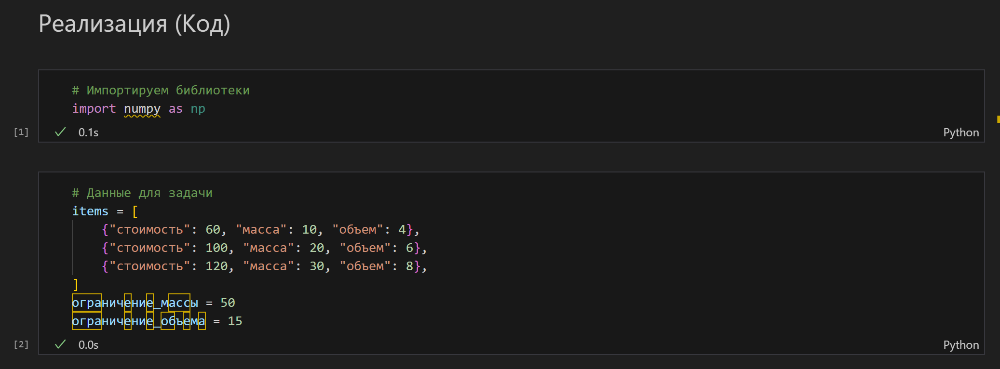 Реализация (Код)
# Импортируем библиотеки
import numpy as np
[1]
0.1s
Python
# Данные для задачи
items = [
    {"стоимость": 60, "масса": 10, "объем": 4},
    {"стоимость": 100, "масса": 20, "объем": 6},
    {"стоимость": 120, "масса": 30, "объем": 8},
]
ограничение_массы = 50
ограничение_объема = 15
[2]
0.0s
Python